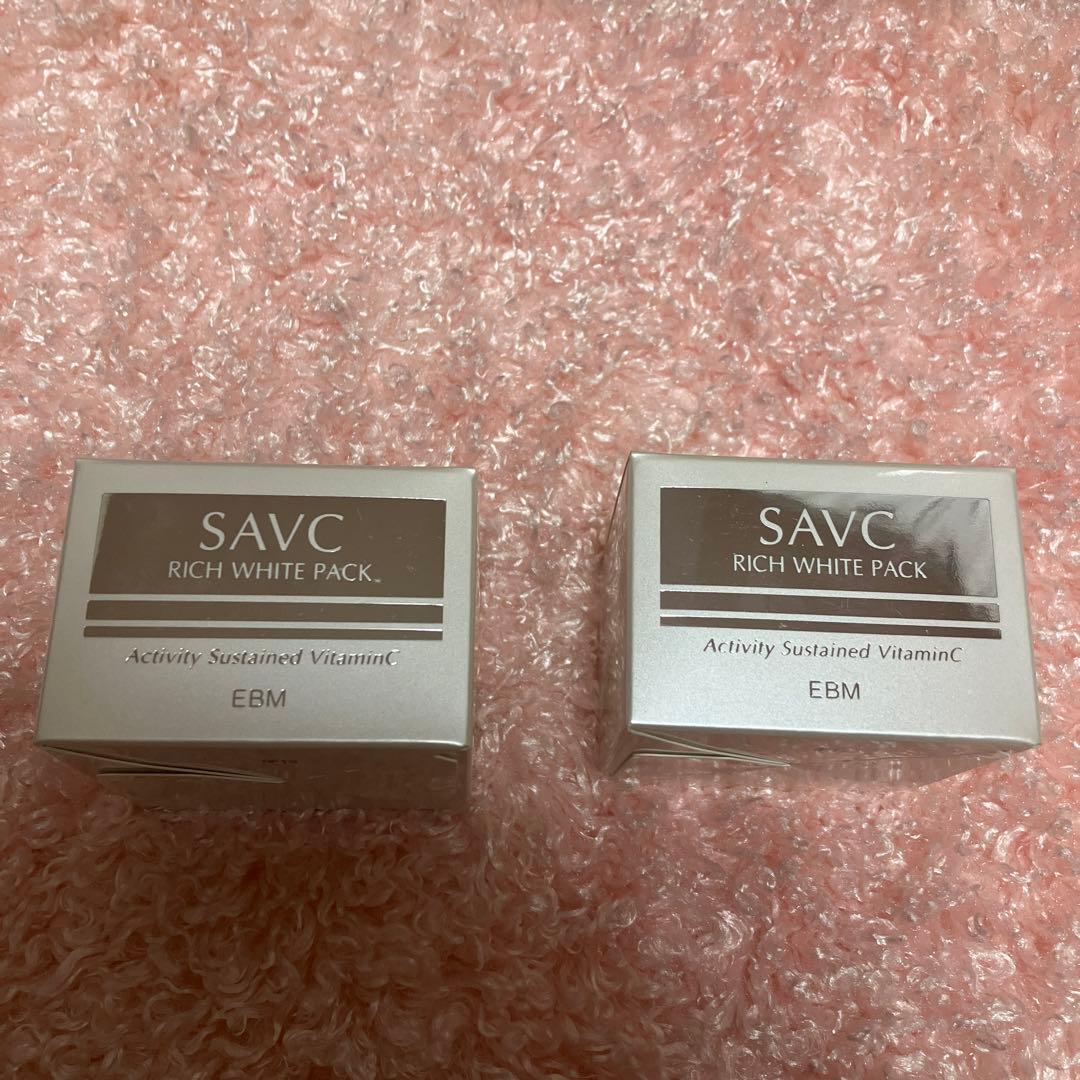 SAVC
RICH WHITE PACK
Activity Sustained VitaminC
EBM
SAVC
RICH WHITE PACK
Activity Sustained VitaminC
EBM